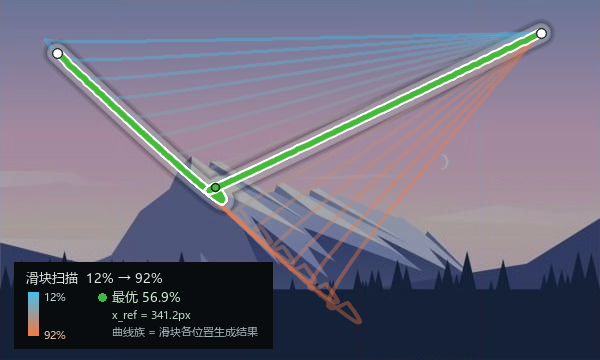 滑块扫描 12% → 92%
12%
最优 56.9%
x_ref = 341.2px
92%
曲线族 = 滑块各位置生成结果